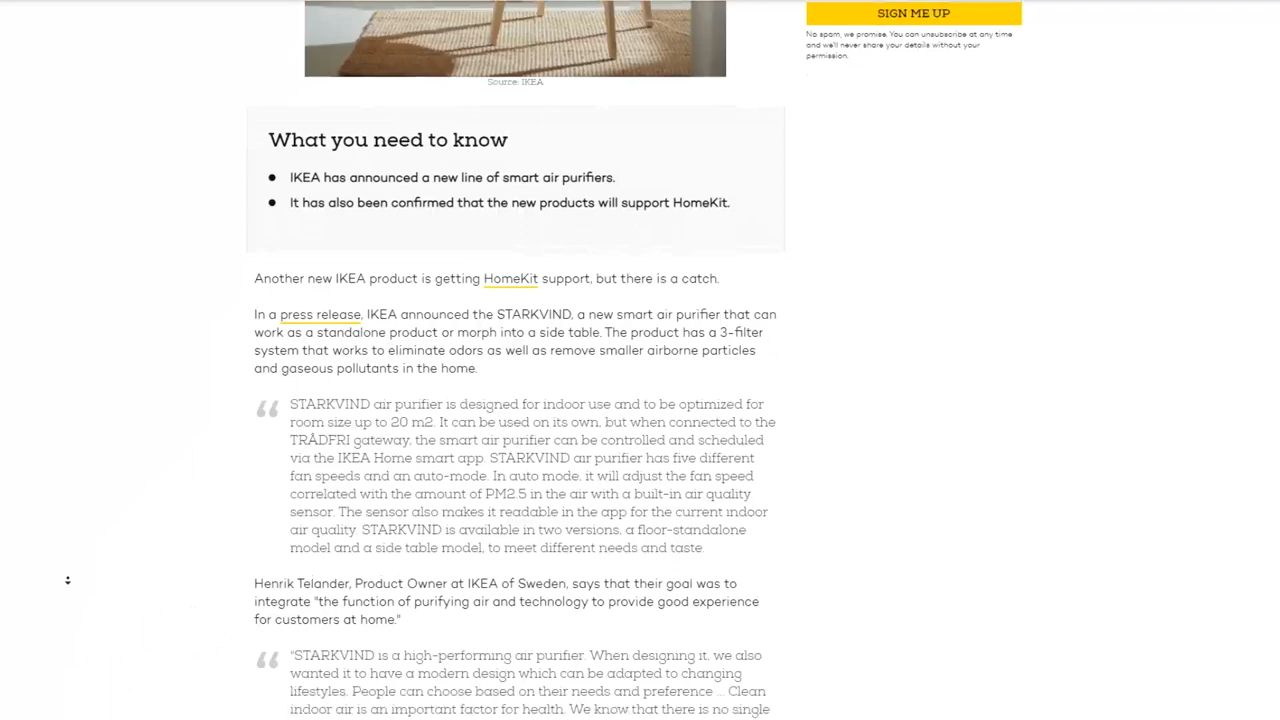 SIGN ME UP
No spam, we promise. You can unsubscribe at any time
and we'll never share your details without your
permission.
Source: IKEA
What you need to know
● IKEA has announced a new line of smart air purifiers.
● It has also been confirmed that the new products will support HomeKit.
Another new IKEA product is getting HomeKit support, but there is a catch.
In a press release, IKEA announced the STARKVIND, a new smart air purifier that can
work as a standalone product or morph into a side table. The product has a 3-filter
system that works to eliminate odors as well as remove smaller airborne particles
and gaseous pollutants in the home.
“ STARKVIND air purifier is designed for indoor use and to be optimized for
room size up to 20 m2. It can be used on its own, but when connected to the
TRÅDFRI gateway, the smart air purifier can be controlled and scheduled
via the IKEA Home smart app. STARKVIND air purifier has five different
fan speeds and an auto-mode. In auto mode, it will adjust the fan speed
correlated with the amount of PM2.5 in the air with a built-in air quality
sensor. The sensor also makes it readable in the app for the current indoor
air quality. STARKVIND is available in two versions, a floor-standalone
model and a side table model, to meet different needs and taste.
Henrik Telander, Product Owner at IKEA of Sweden, says that their goal was to
integrate "the function of purifying air and technology to provide good experience
for customers at home."
“ "STARKVIND is a high-performing air purifier. When designing it, we also
wanted it to have a modern design which can be adapted to changing
lifestyles. People can choose based on their needs and preference ... Clean
indoor air is an important factor for health. We know that there is no single